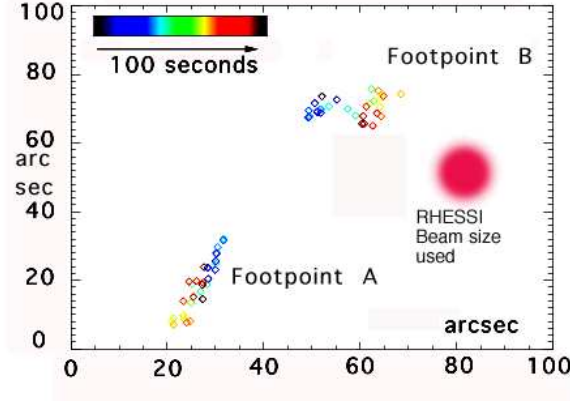 100
80
60
arc
sec
40
20
0
100 seconds
Footpoint B
RHESSI
Beam size
used
Footpoint A
arcsec
0 20 40 60 80 100